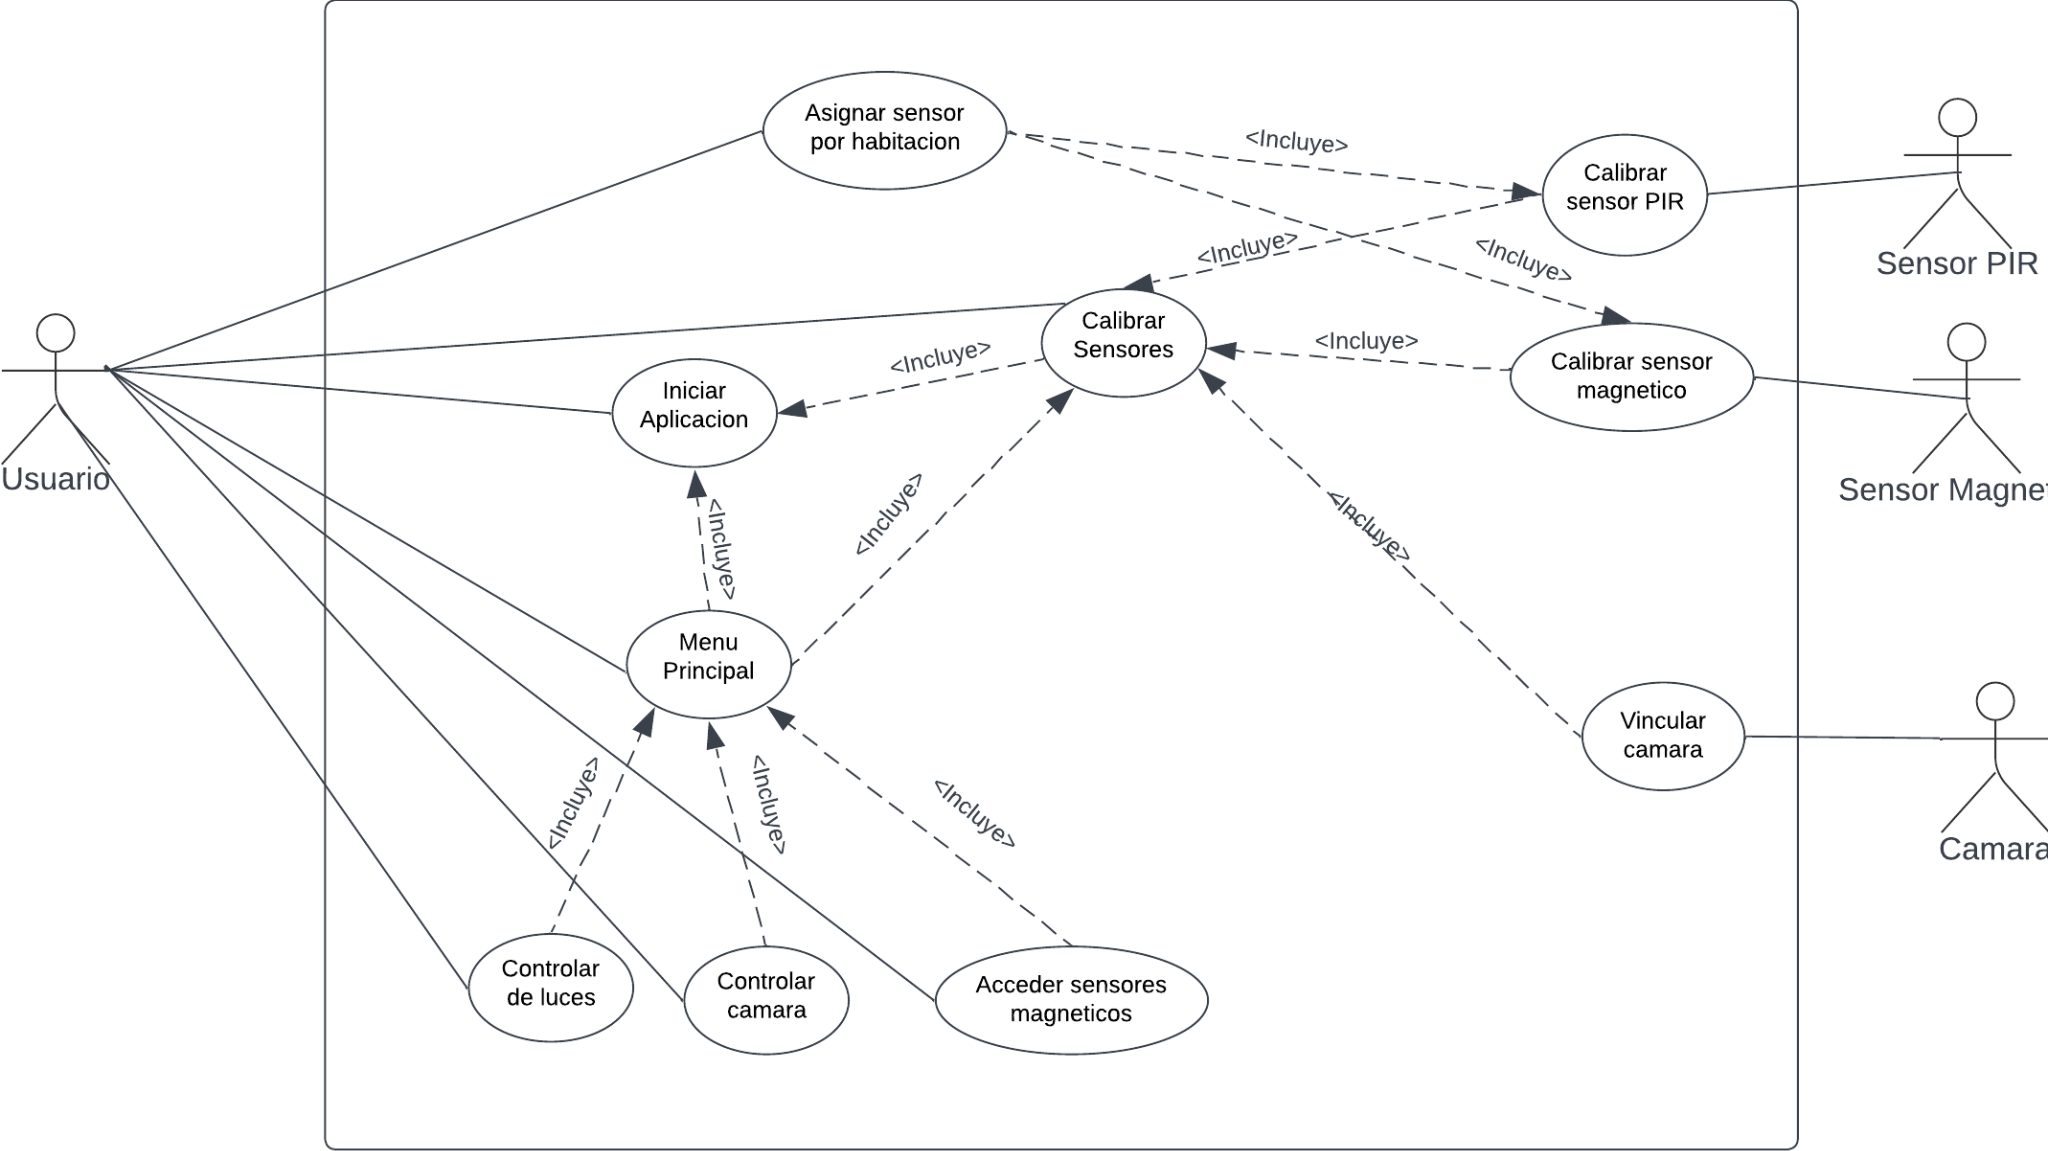 Asignar sensor
por habitacion
<Incluye>
Calibrar
sensor PIR
Sensor PIR
<Incluye>
<Incluye>
Calibrar
Sensores
<Incluye>
<Incluye>
Calibrar sensor
magnetico
Sensor Magnet
Iniciar
Aplicacion
Usuario
<Incluye>
<Incluye>
<Incluye>
Menu
Principal
Vincular
camara
Camara
<Incluye>
<Incluye>
<Incluye>
Controlar
de luces
Controlar
camara
Acceder sensores
magneticos